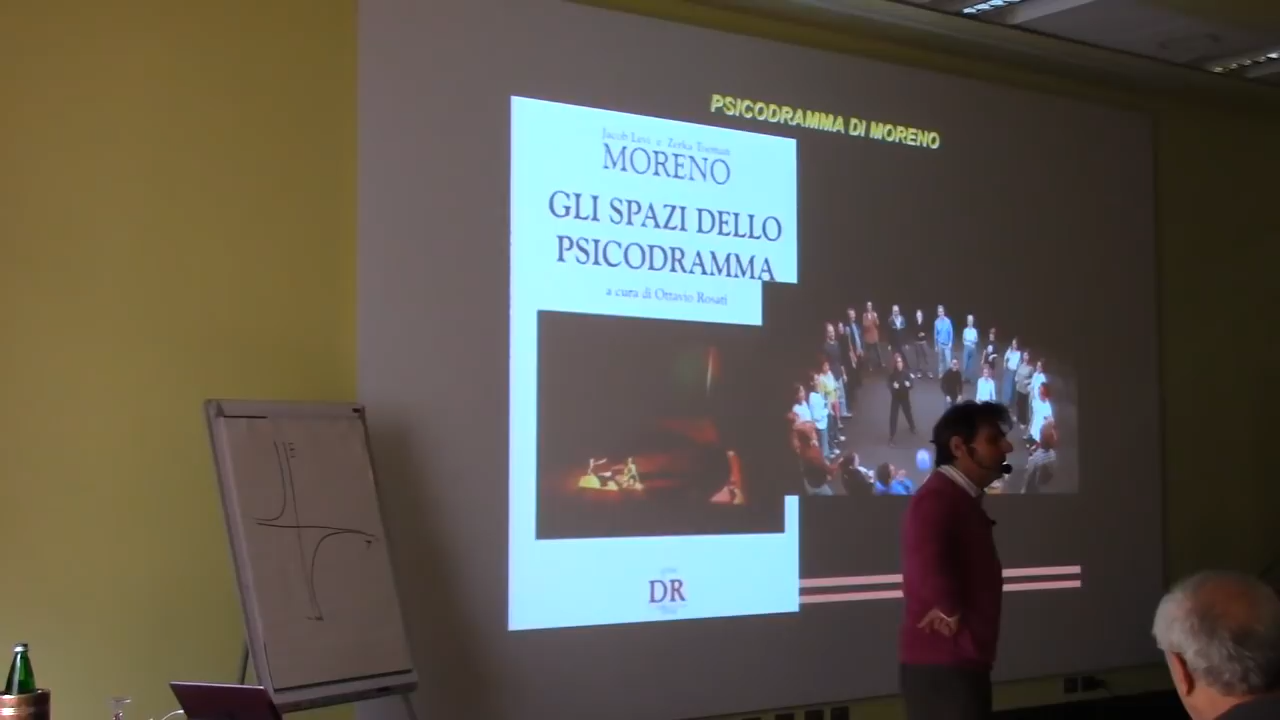 PSICODRAMMA DI MORENO
Jacob Levi e Zerka Toeman
MORENO
GLI SPAZI DELLO
PSICODRAMMA
a cura di Ottavio Rosati
DR